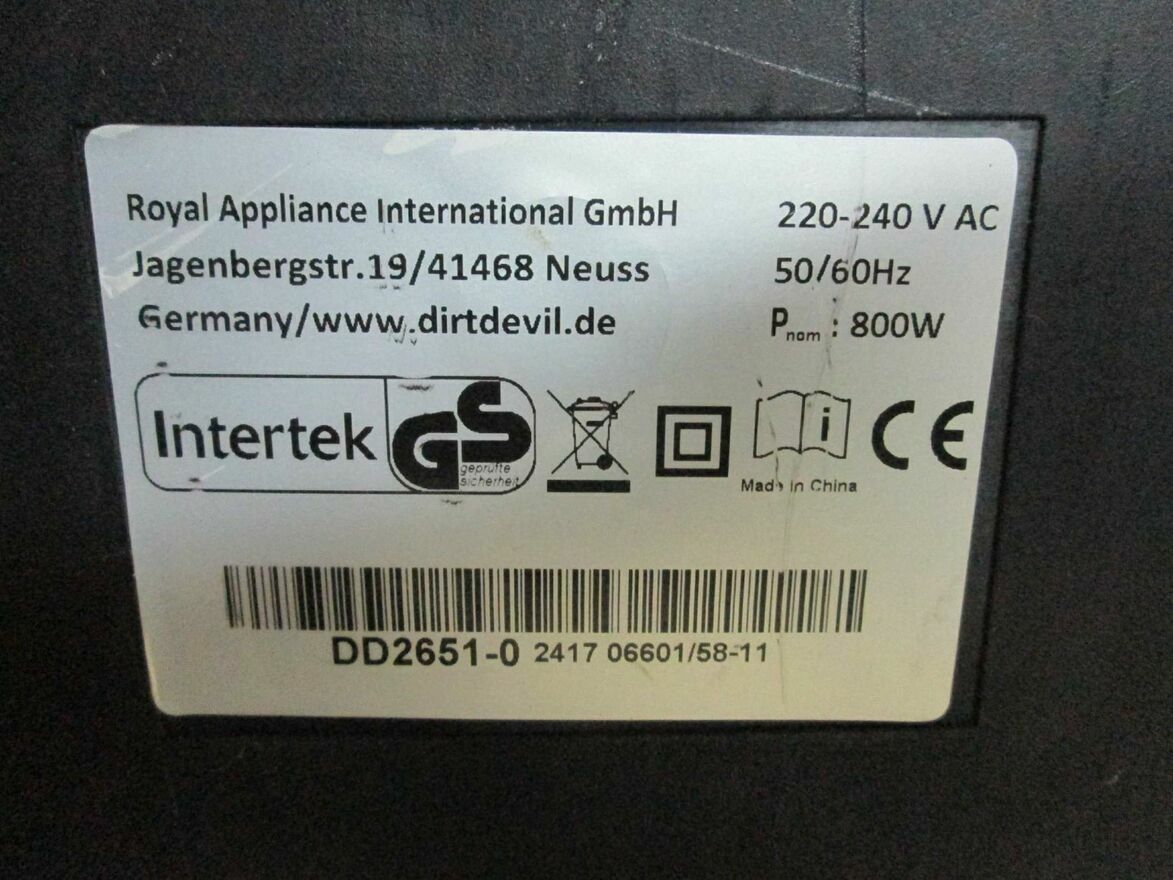 Royal Appliance International GmbH
Jagenbergstr.19/41468 Neuss
Germany/www.dirtdevil.de
220-240 V AC
50/60Hz
Pnom : 800W
Intertek
GS
geprüfte
sicherheit
i
CE
Made in China
DD2651-0 2417 06601/58-11